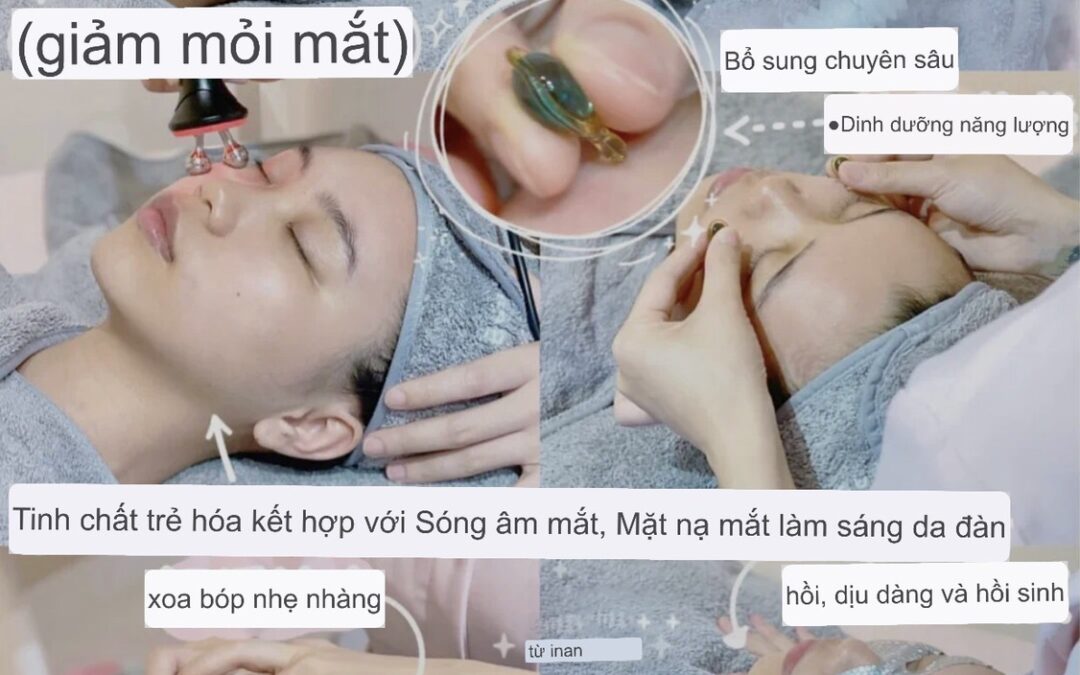 (giảm mỏi mắt)
Bổ sung chuyên sâu
•Dinh dưỡng năng lượng
Tinh chất trẻ hóa kết hợp với Sóng âm mắt, Mặt nạ mắt làm sáng da đàn
xoa bóp nhẹ nhàng
hồi, dịu dàng và hồi sinh
từ inan